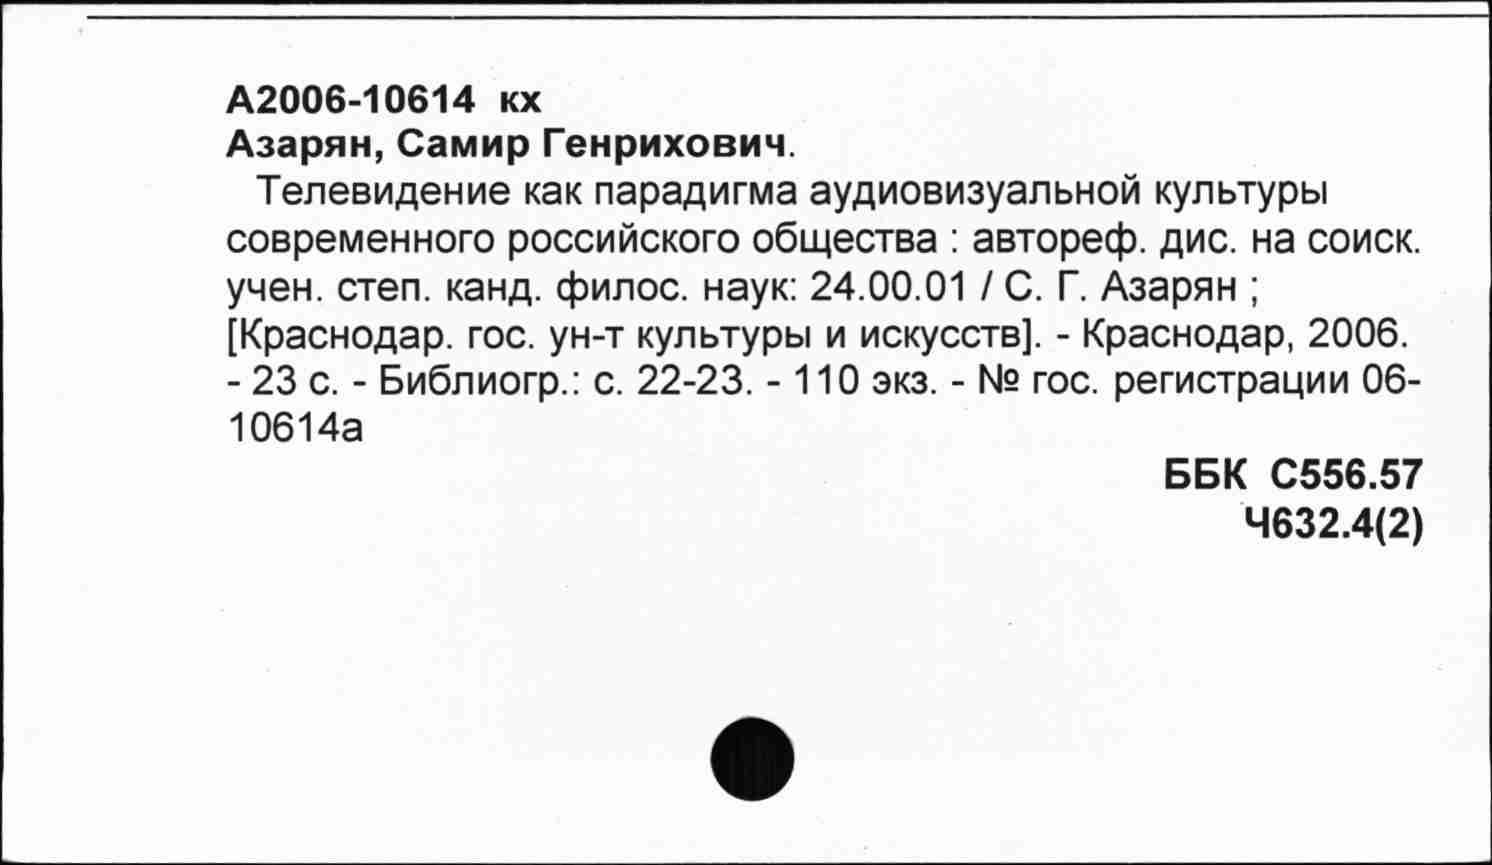 А2006-10614 кх
Азарян, Самир Генрихович.
Телевидение как парадигма аудиовизуальной культуры
современного российского общества : автореф. дис. на соиск.
учен. степ. канд. филос. наук: 24.00.01 / С. Г. Азарян ;
[Краснодар. гос. ун-т культуры и искусств]. - Краснодар, 2006.
- 23 с. - Библиогр.: с. 22-23. - 110 экз. - № гос. регистрации 06-
10614а
ББК С556.57
Ч632.4(2)